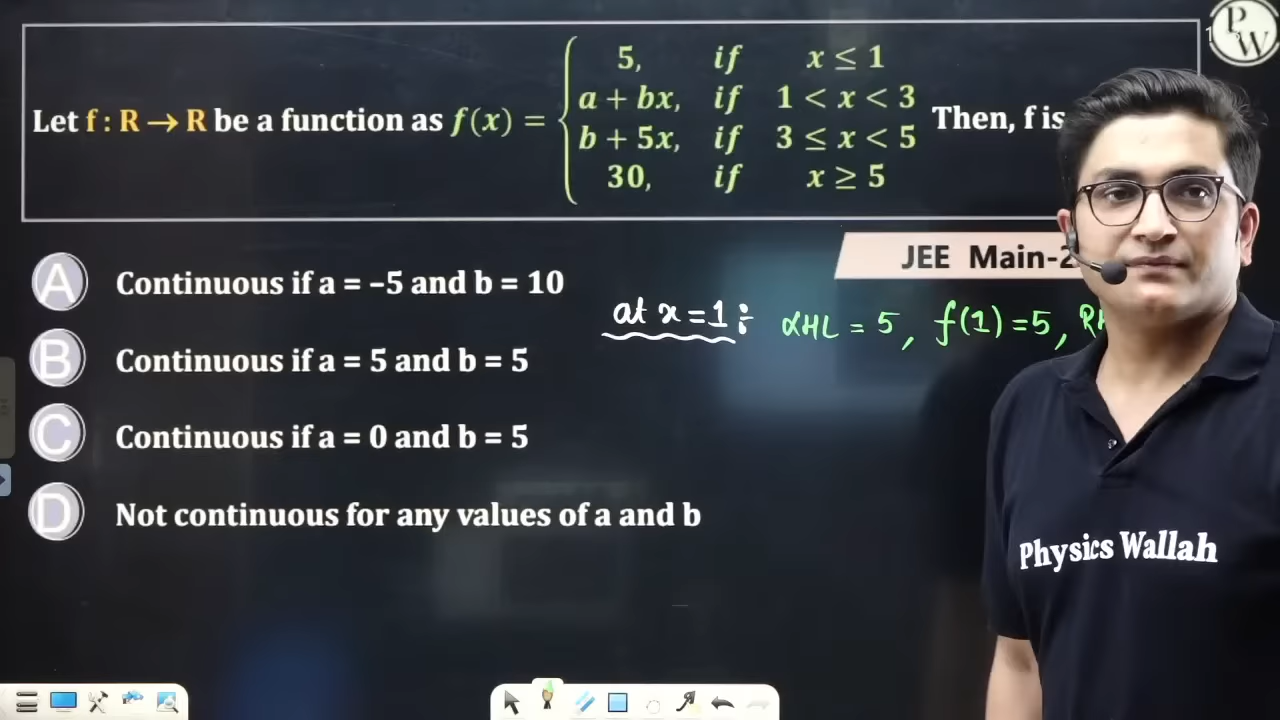 PW
Let f : R → R be a function as f(x) = { 5, if x ≤ 1
a + bx, if 1 < x < 3
b + 5x, if 3 ≤ x < 5
30, if x ≥ 5
Then, f is
JEE Main-2
A Continuous if a = –5 and b = 10
at x = 1 : LHL = 5, f(1) = 5,
B Continuous if a = 5 and b = 5
C Continuous if a = 0 and b = 5
D Not continuous for any values of a and b
Physics Wallah